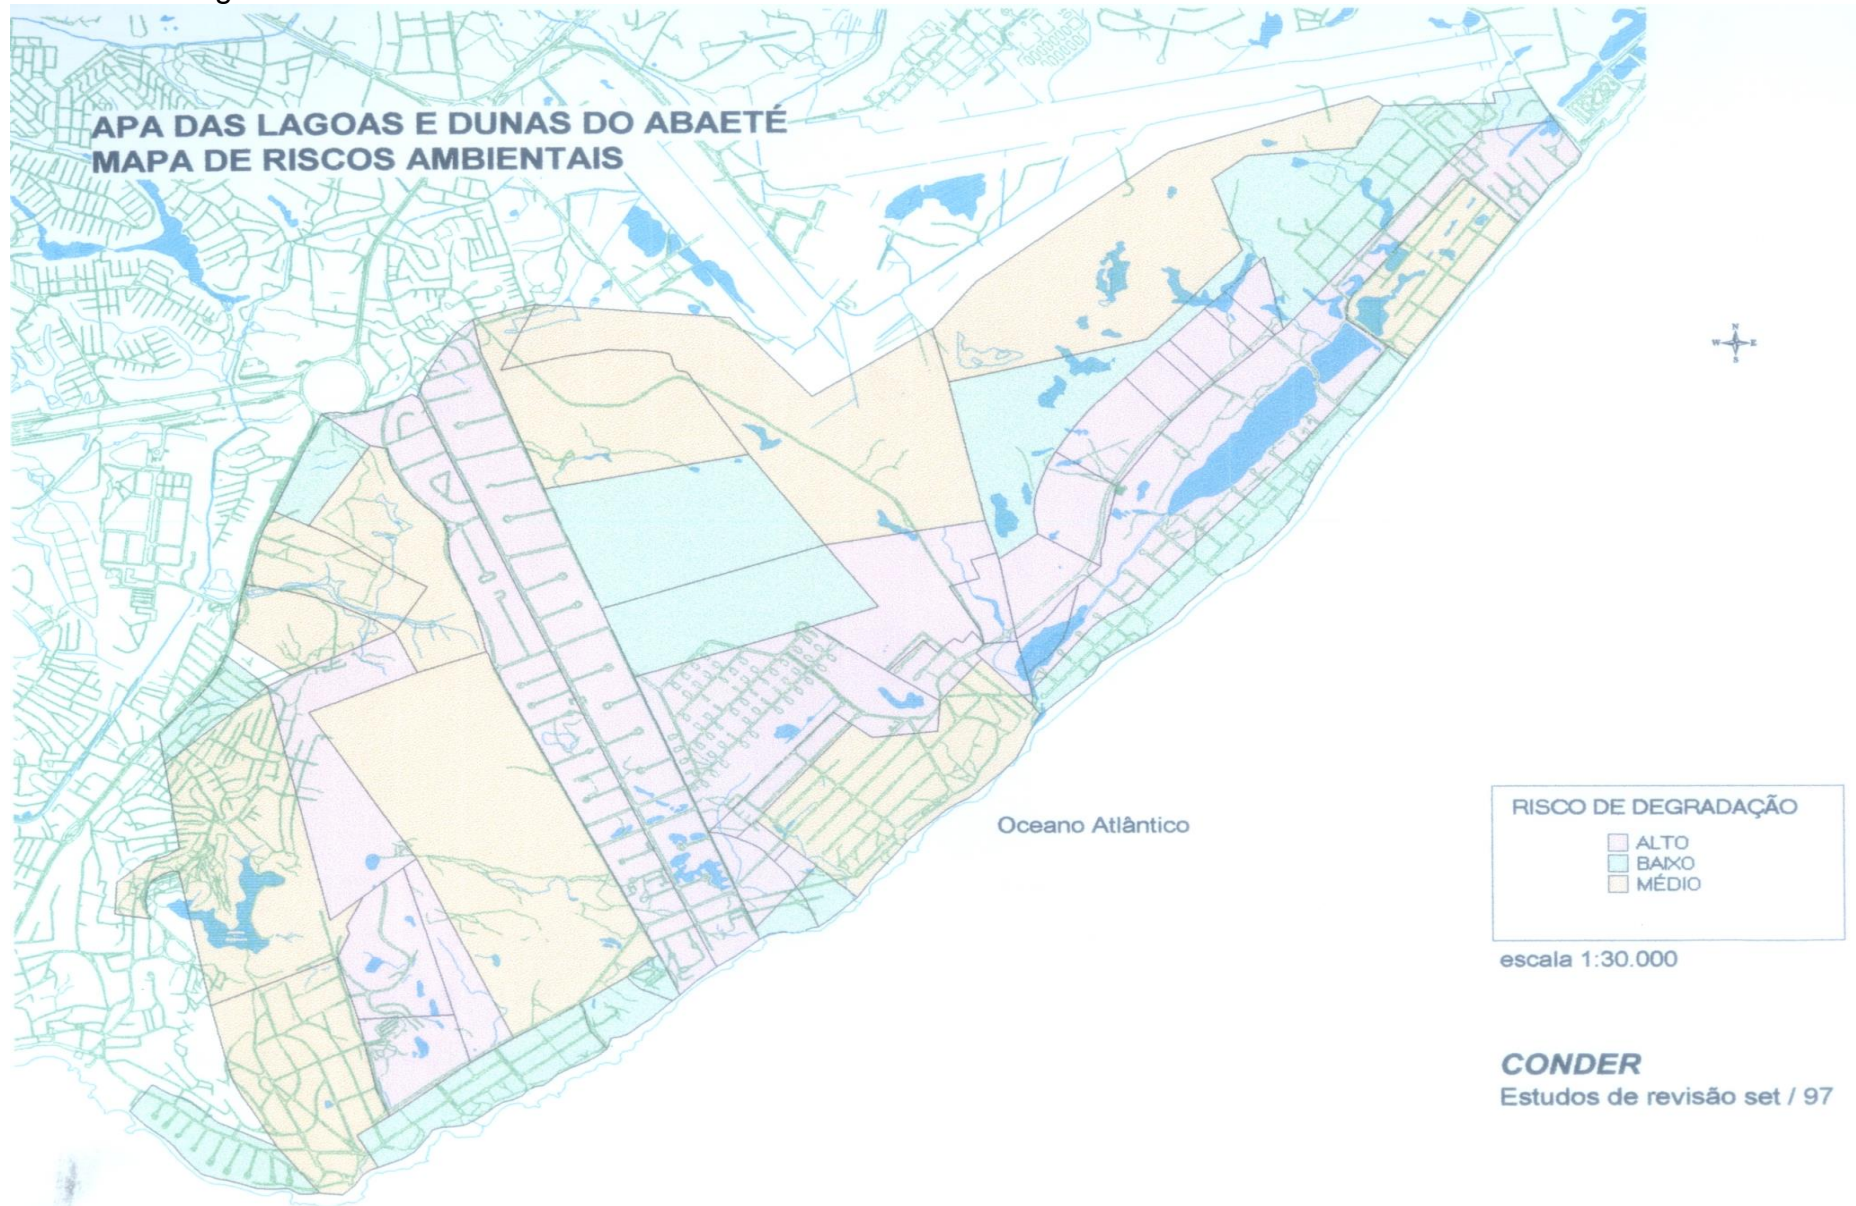 APA DAS LAGOAS E DUNAS DO ABAETÉ
MAPA DE RISCOS AMBIENTAIS
N
W E
S
Oceano Atlântico
RISCO DE DEGRADAÇÃO
ALTO
BAIXO
MÉDIO
escala 1:30.000
CONDER
Estudos de revisão set / 97